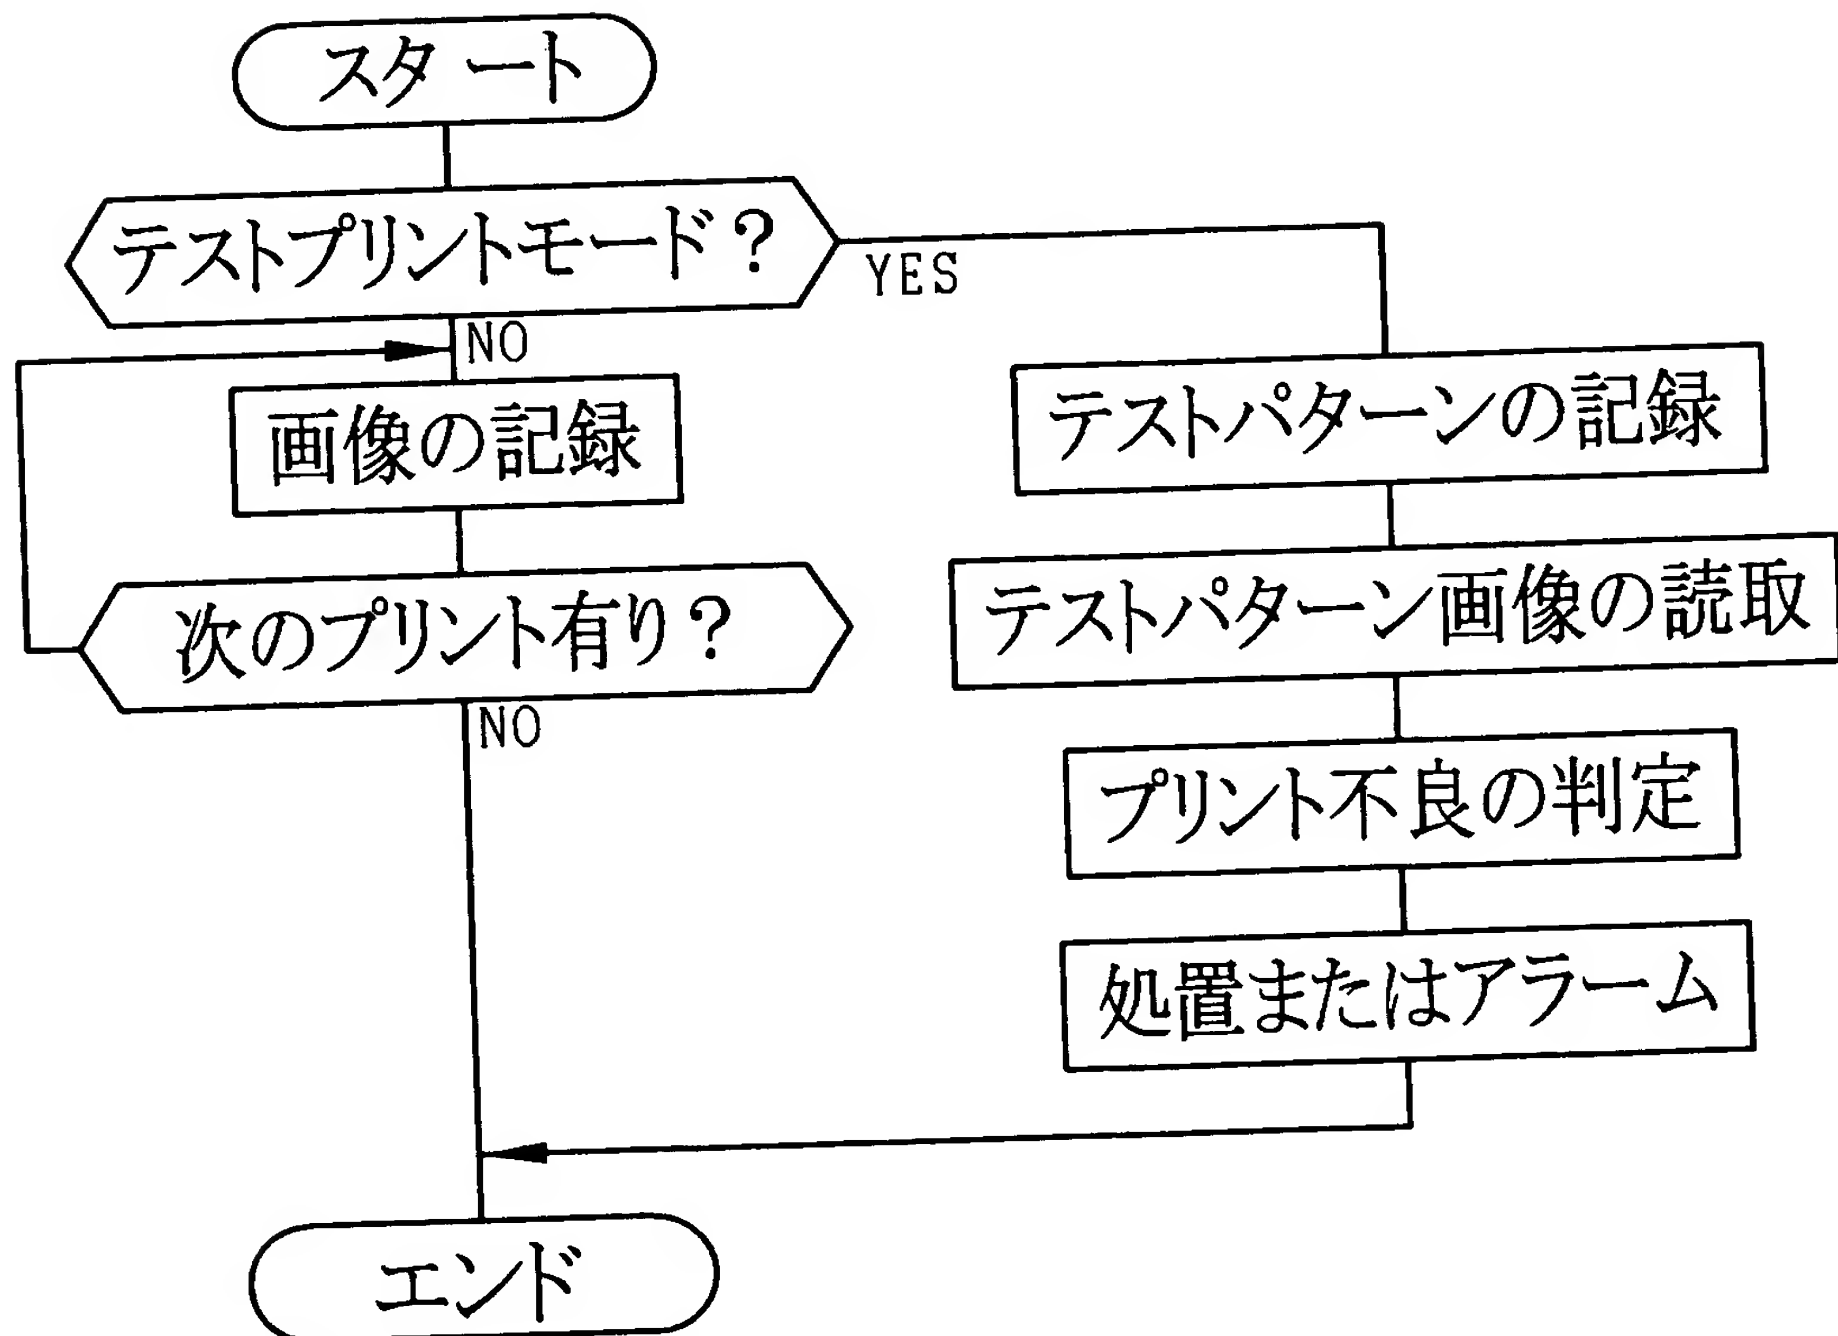 スタート
テストプリントモード？
YES
NO
画像の記録
次のプリント有り？
NO
テストパターンの記録
テストパターン画像の読取
プリント不良の判定
処置またはアラーム
エンド